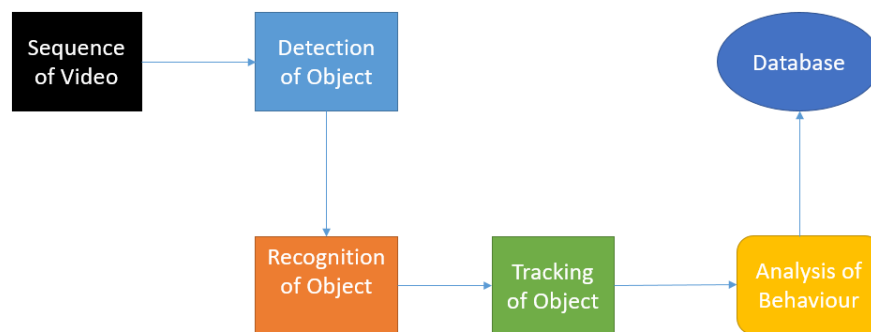 Sequence
of Video
Detection
of Object
Database
Recognition
of Object
Tracking
of Object
Analysis of
Behaviour